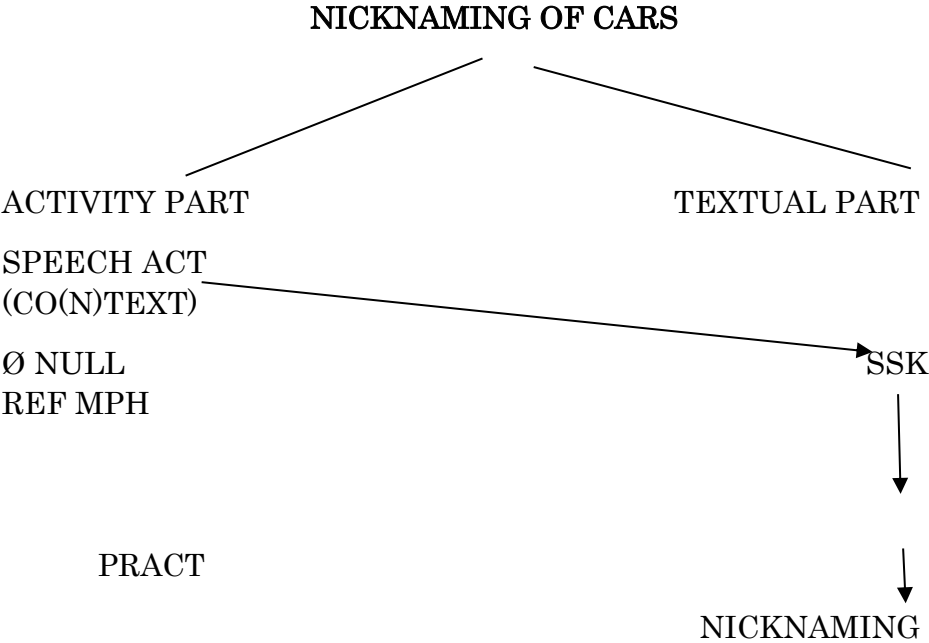 NICKNAMING OF CARS
ACTIVITY PART
TEXTUAL PART
SPEECH ACT
(CO(N)TEXT)
Ø NULL
SSK
REF MPH
PRACT
NICKNAMING